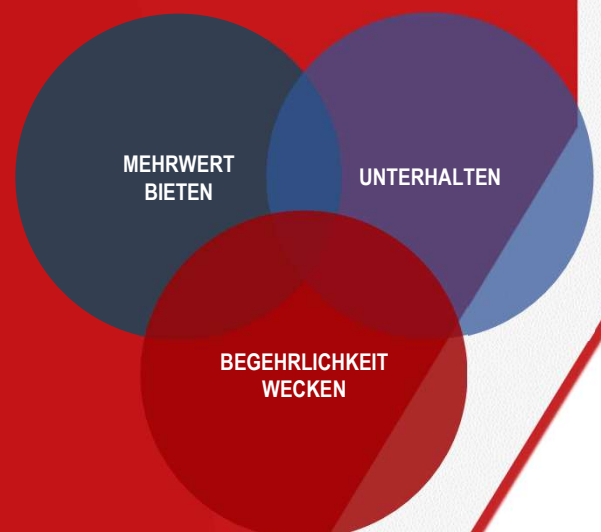 MEHRWERT
BIETEN
UNTERHALTEN
BEGEHRLICHKEIT
WECKEN